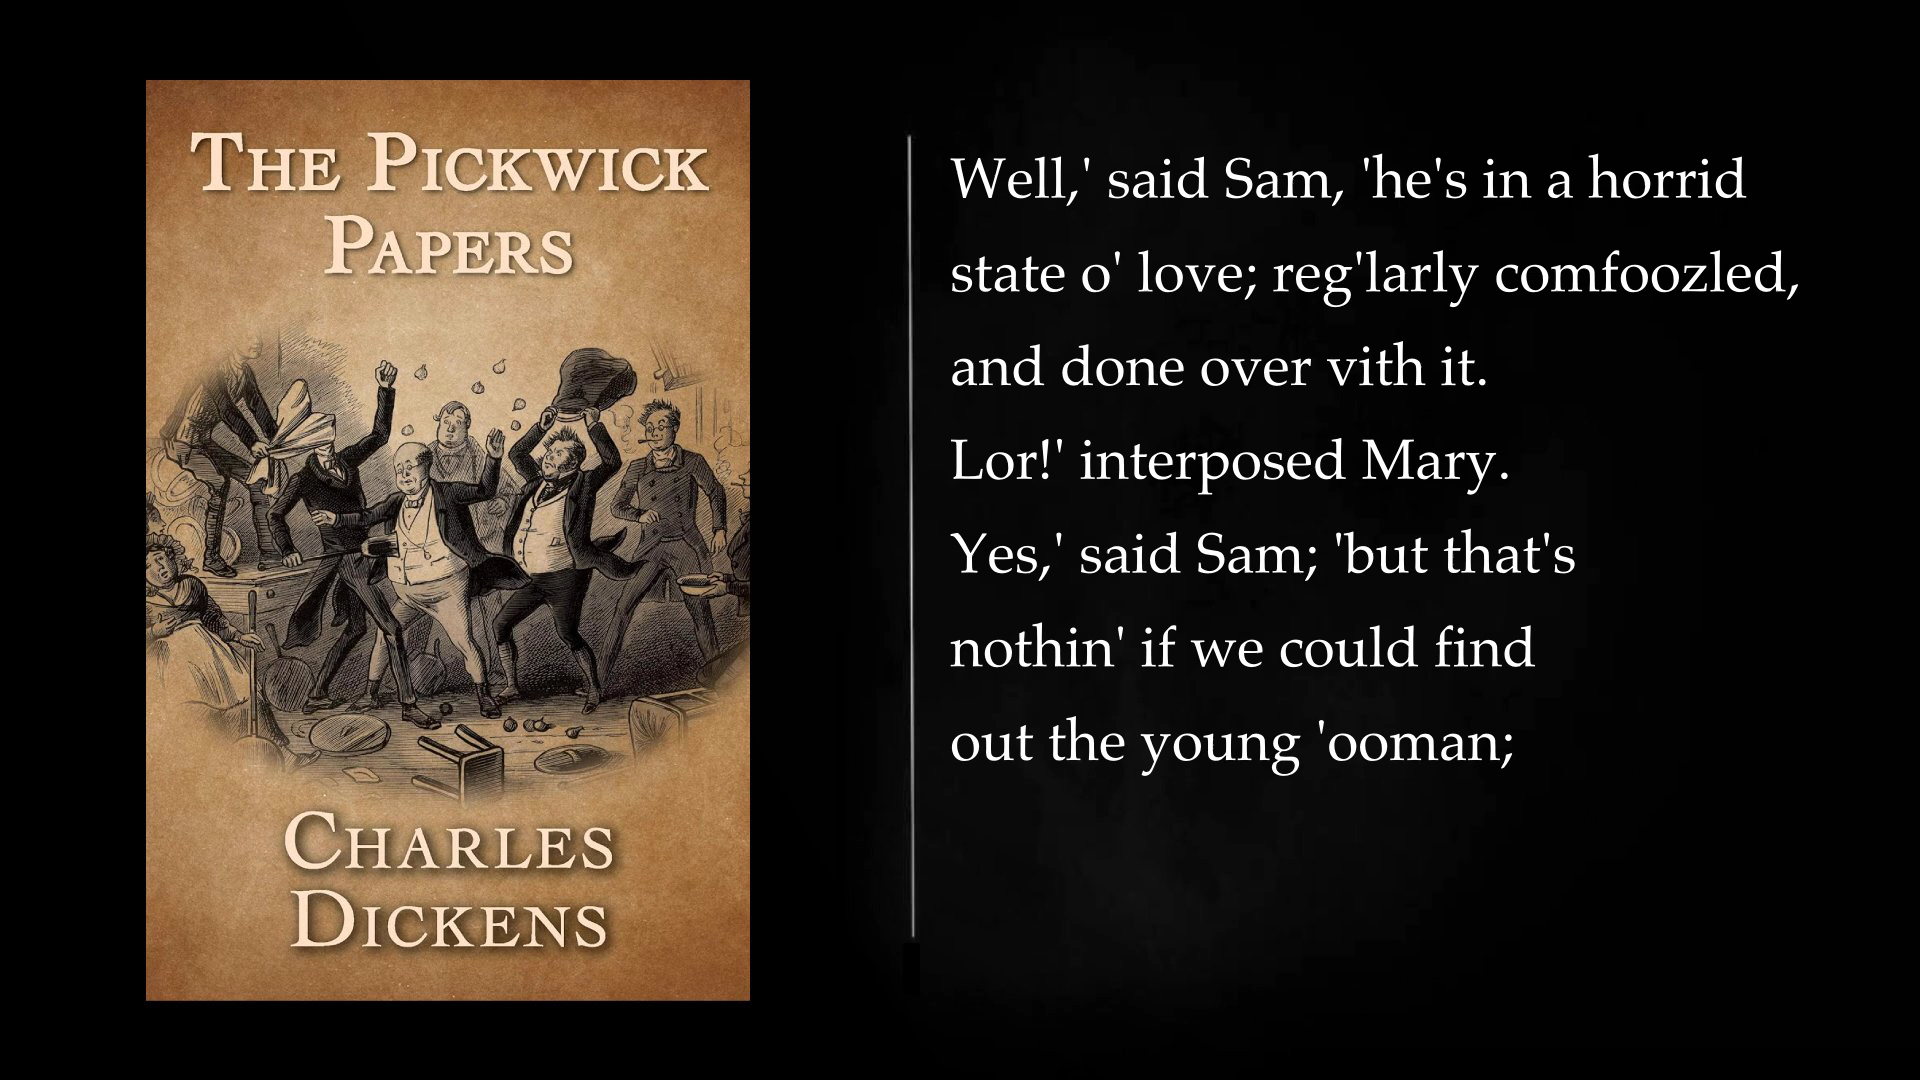 THE PICKWICK
PAPERS
CHARLES
DICKENS
Well,' said Sam, 'he's in a horrid
state o' love; reg'larly comfoozled,
and done over vith it.
Lor!' interposed Mary.
Yes,' said Sam; 'but that's
nothin' if we could find
out the young 'ooman;